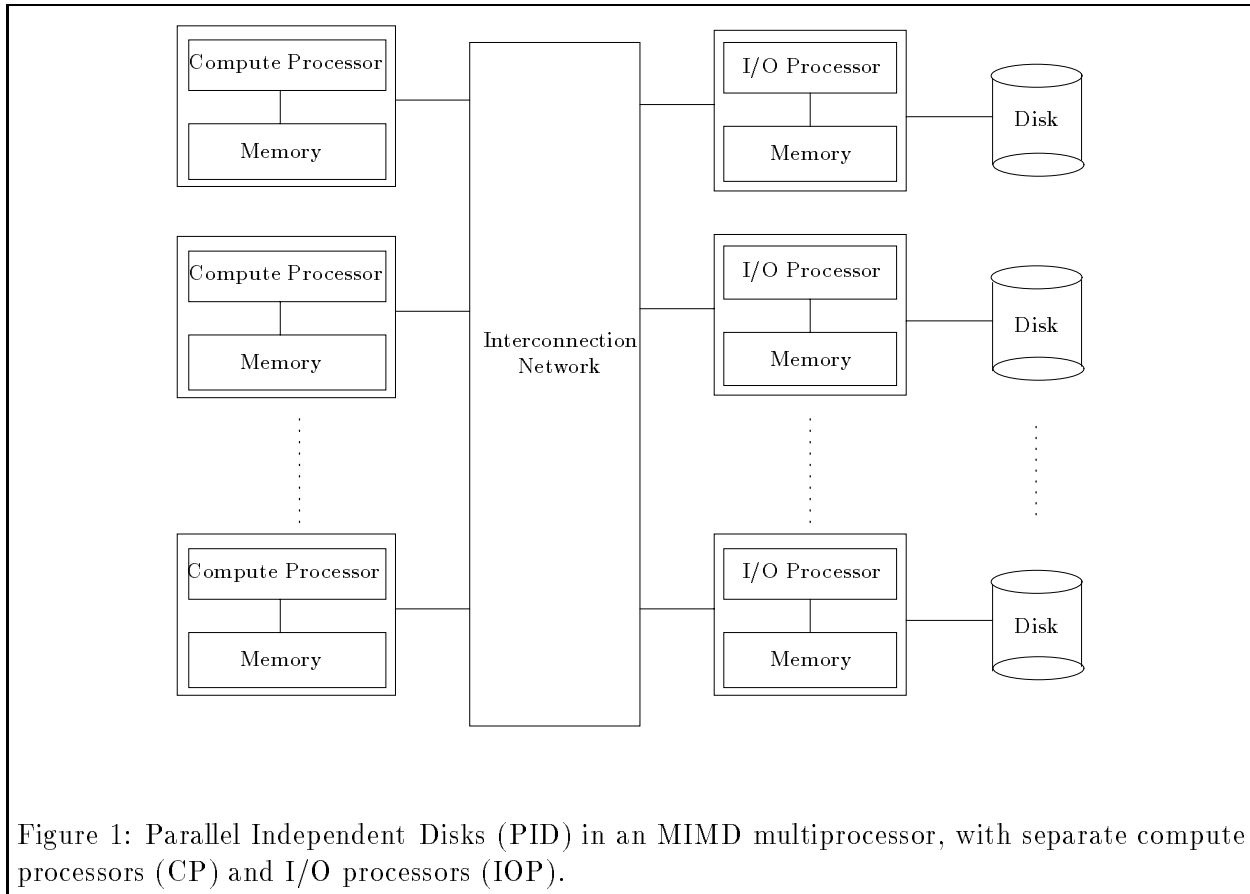 Compute Processor
Memory
I/O Processor
Memory
Disk
Compute Processor
Memory
I/O Processor
Memory
Disk
Interconnection
Network
Compute Processor
Memory
I/O Processor
Memory
Disk
Figure 1: Parallel Independent Disks (PID) in an MIMD multiprocessor, with separate compute
processors (CP) and I/O processors (IOP).